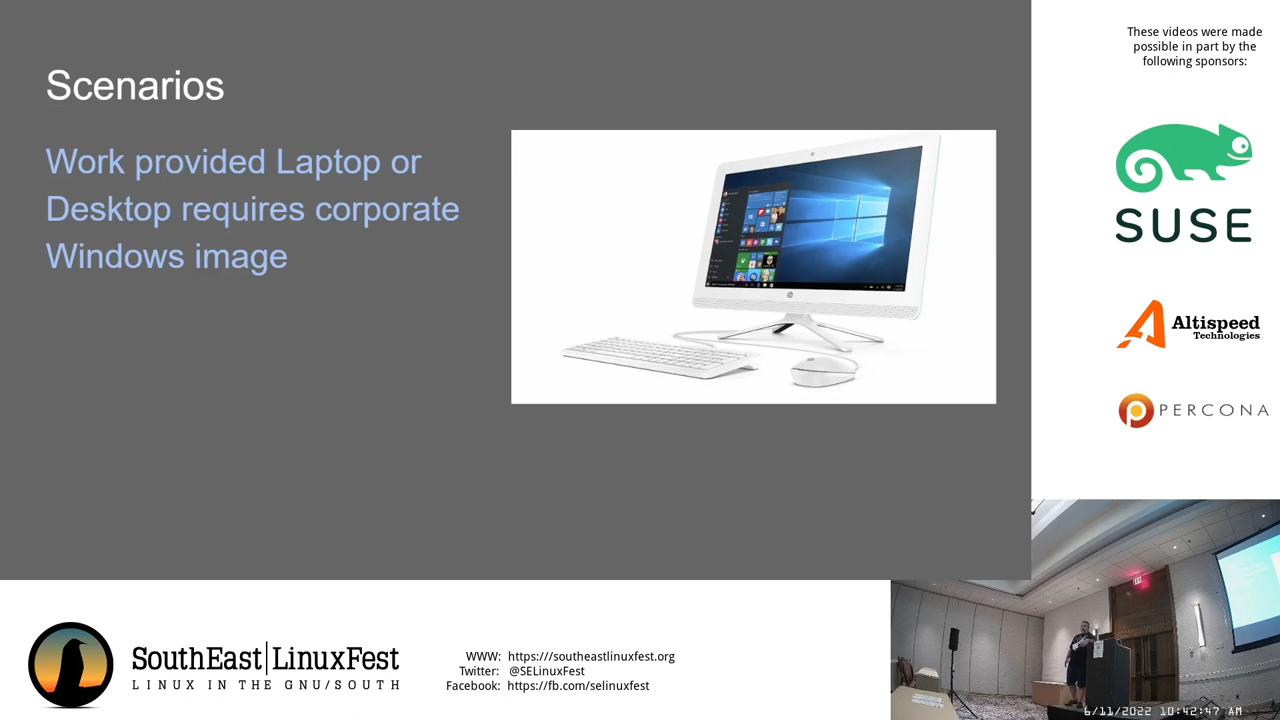 Scenarios
Work provided Laptop or
Desktop requires corporate
Windows image
These videos were made
possible in part by the
following sponsors:
SUSE
Altispeed
Technologies
PERCONA
SouthEast LinuxFest
LINUX IN THE GNU/SOUTH
WWW: https:///southeastlinuxfest.org
Twitter: @SELinuxFest
Facebook: https://fb.com/selinuxfest
EXIT
6/11/2022 10:42:47 AM